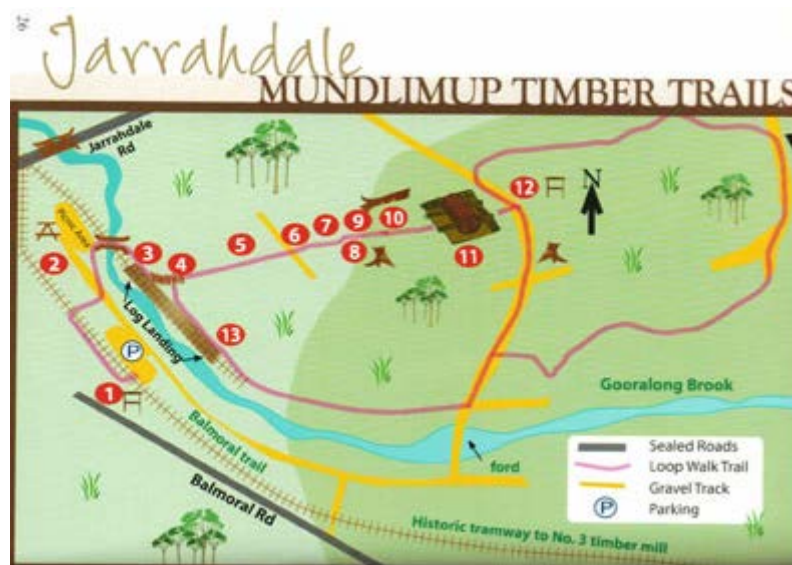 26
Jarrahdale
MUNDLIMUP TIMBER TRAILS
Jarrahdale
Rd
Picnic Area
12
N
9
10
7
6
5
3
4
2
8
11
Log Landing
13
P
1
Gooralong Brook
Balmoral trail
Balmoral Rd
ford
Sealed Roads
Loop Walk Trail
Gravel Track
P Parking
Historic tramway to No. 3 timber mill